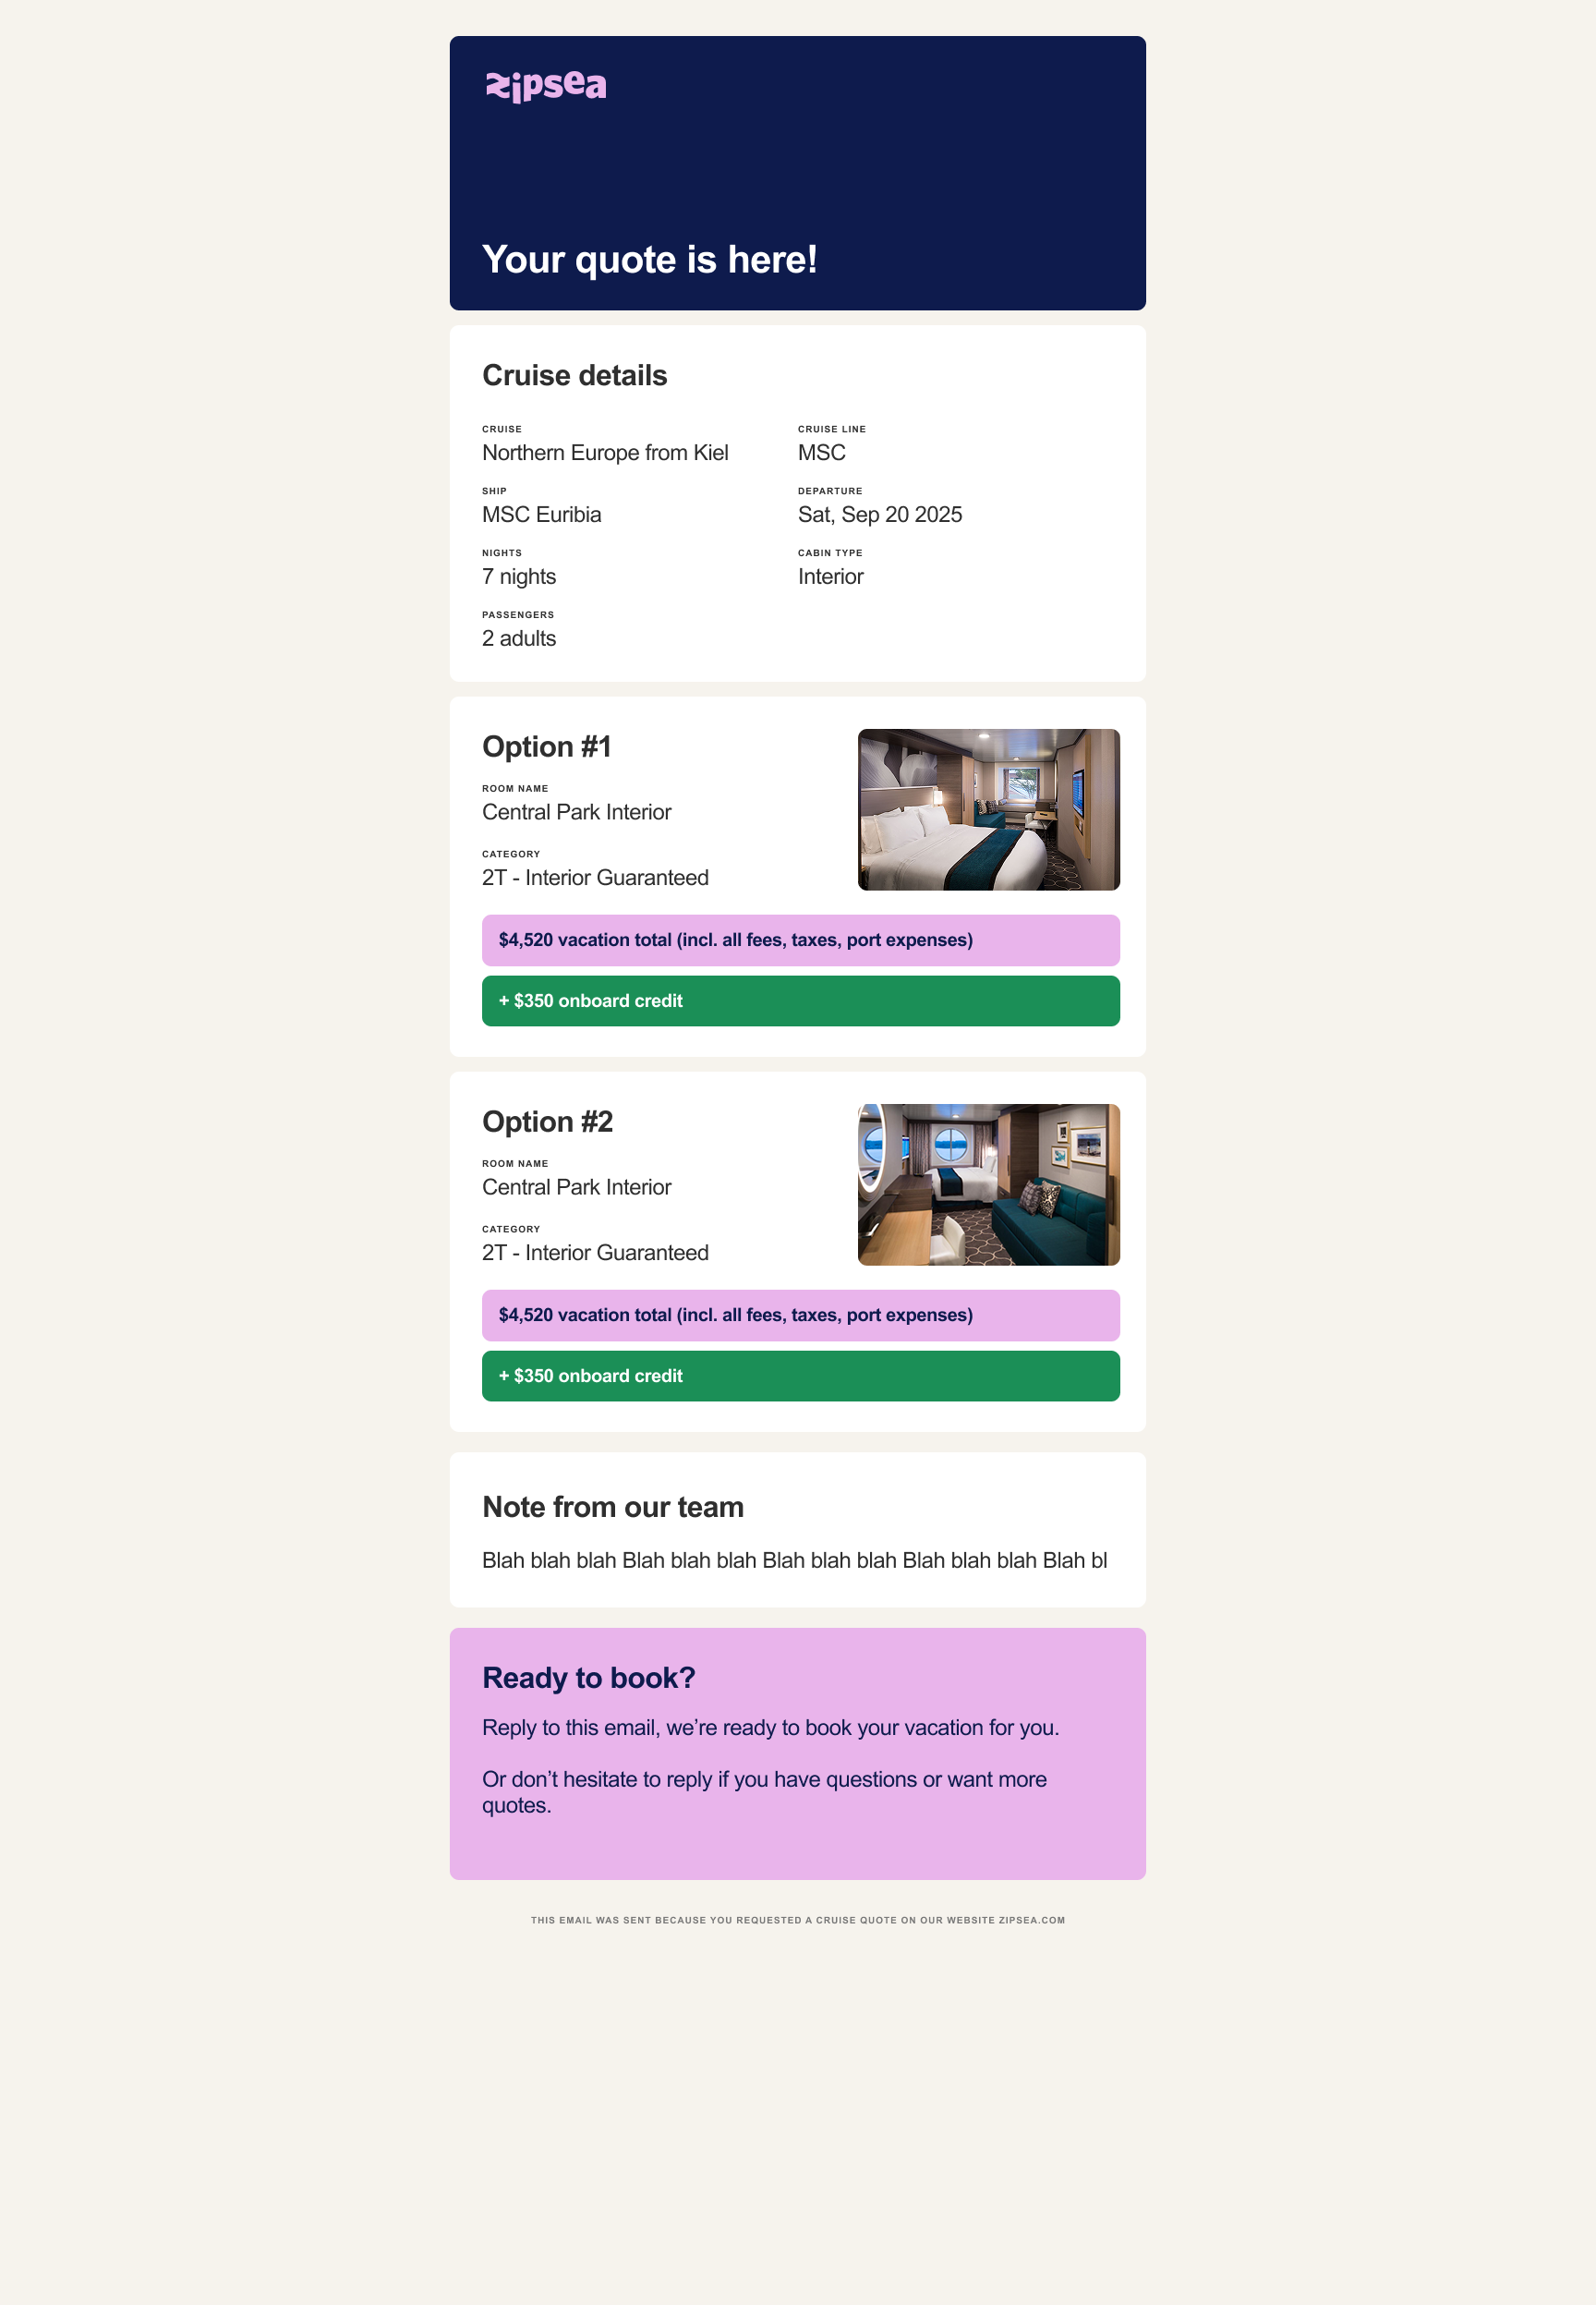 zipsea
Your quote is here!
Cruise details
CRUISE
Northern Europe from Kiel
CRUISE LINE
MSC
SHIP
MSC Euribia
DEPARTURE
Sat, Sep 20 2025
NIGHTS
7 nights
CABIN TYPE
Interior
PASSENGERS
2 adults
Option #1
ROOM NAME
Central Park Interior
CATEGORY
2T - Interior Guaranteed
$4,520 vacation total (incl. all fees, taxes, port expenses)
+ $350 onboard credit
Option #2
ROOM NAME
Central Park Interior
CATEGORY
2T - Interior Guaranteed
$4,520 vacation total (incl. all fees, taxes, port expenses)
+ $350 onboard credit
Note from our team
Blah blah blah Blah blah blah Blah blah blah Blah blah blah Blah bl
Ready to book?
Reply to this email, we’re ready to book your vacation for you.
Or don’t hesitate to reply if you have questions or want more
quotes.
THIS EMAIL WAS SENT BECAUSE YOU REQUESTED A CRUISE QUOTE ON OUR WEBSITE ZIPSEA.COM